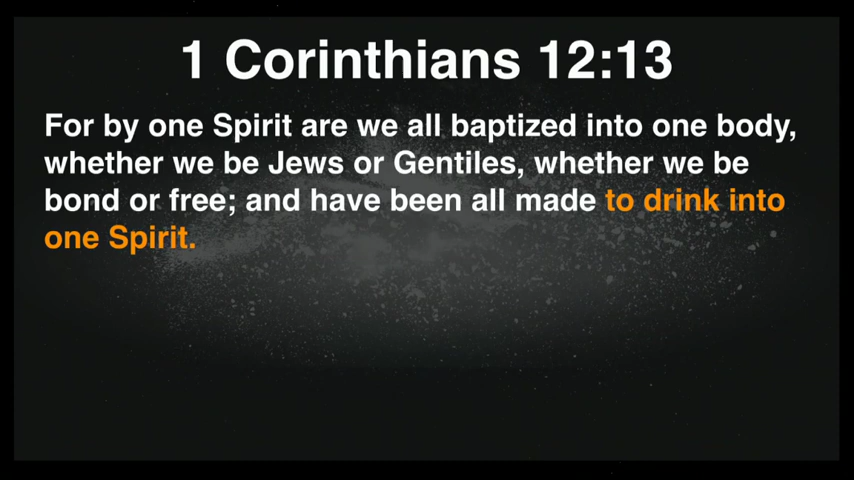 1 Corinthians 12:13
For by one Spirit are we all baptized into one body,
whether we be Jews or Gentiles, whether we be
bond or free; and have been all made to drink into
one Spirit.